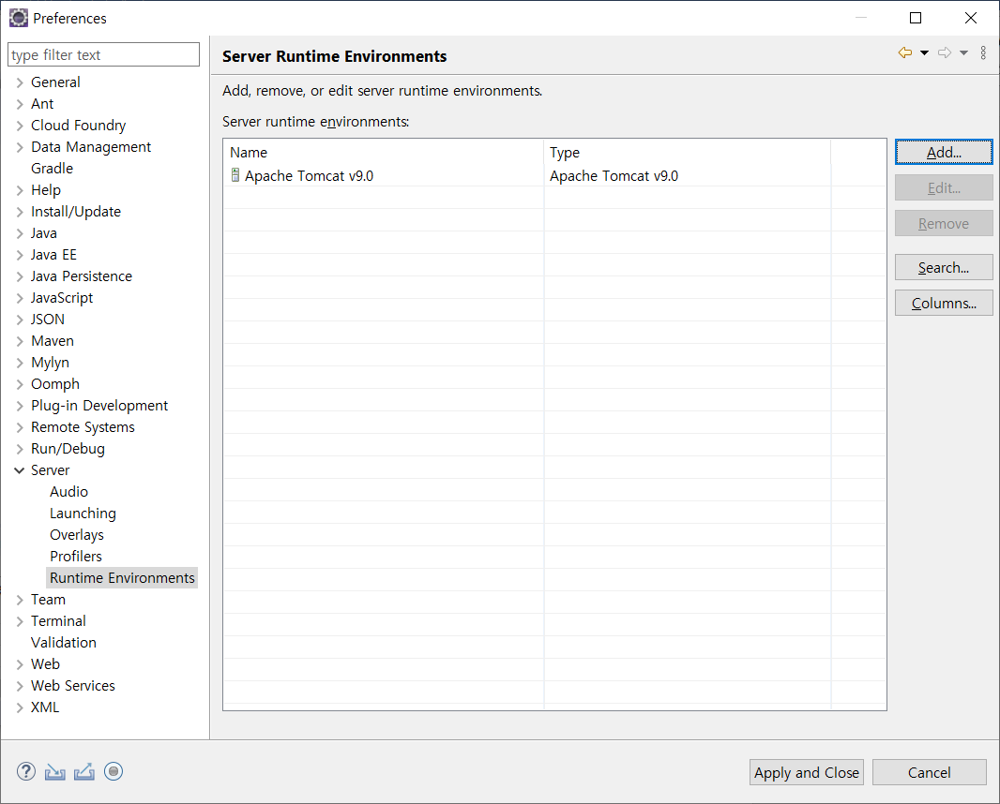 Preferences
type filter text
General
Ant
Cloud Foundry
Data Management
Gradle
Help
Install/Update
Java
Java EE
Java Persistence
JavaScript
JSON
Maven
Mylyn
Oomph
Plug-in Development
Remote Systems
Run/Debug
Server
Audio
Launching
Overlays
Profilers
Runtime Environments
Team
Terminal
Validation
Web
Web Services
XML
Server Runtime Environments
Add, remove, or edit server runtime environments.
Server runtime environments:
Name Type
Apache Tomcat v9.0 Apache Tomcat v9.0
Add...
Edit...
Remove
Search...
Columns...
?
Apply and Close Cancel